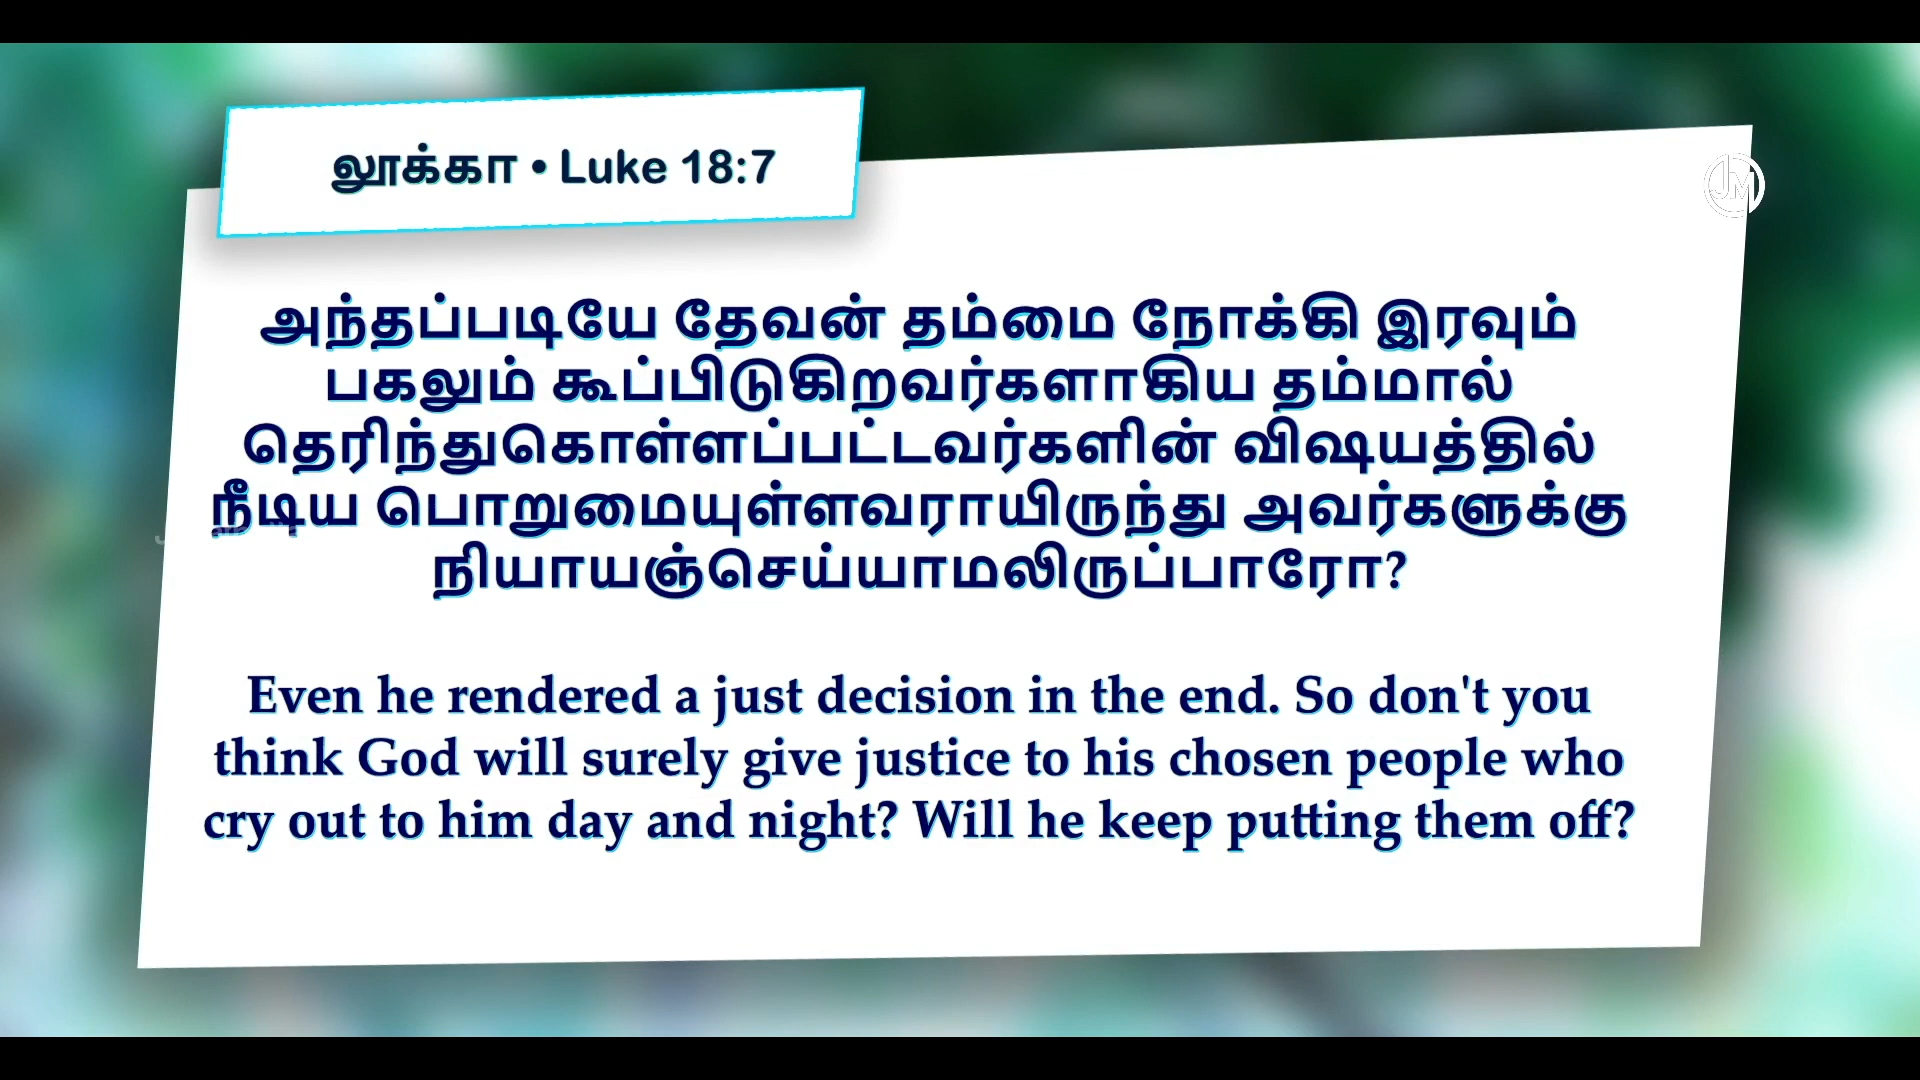 லூக்கா • Luke 18:7
JM
அந்தப்படியே தேவன் தம்மை நோக்கி இரவும்
பகலும் கூப்பிடுகிறவர்களாகிய தம்மால்
தெரிந்துகொள்ளப்பட்டவர்களின் விஷயத்தில்
நீடிய பொறுமையுள்ளவராயிருந்து அவர்களுக்கு
நியாயஞ்செய்யாமலிருப்பாரோ?
Even he rendered a just decision in the end. So don't you
think God will surely give justice to his chosen people who
cry out to him day and night? Will he keep putting them off?